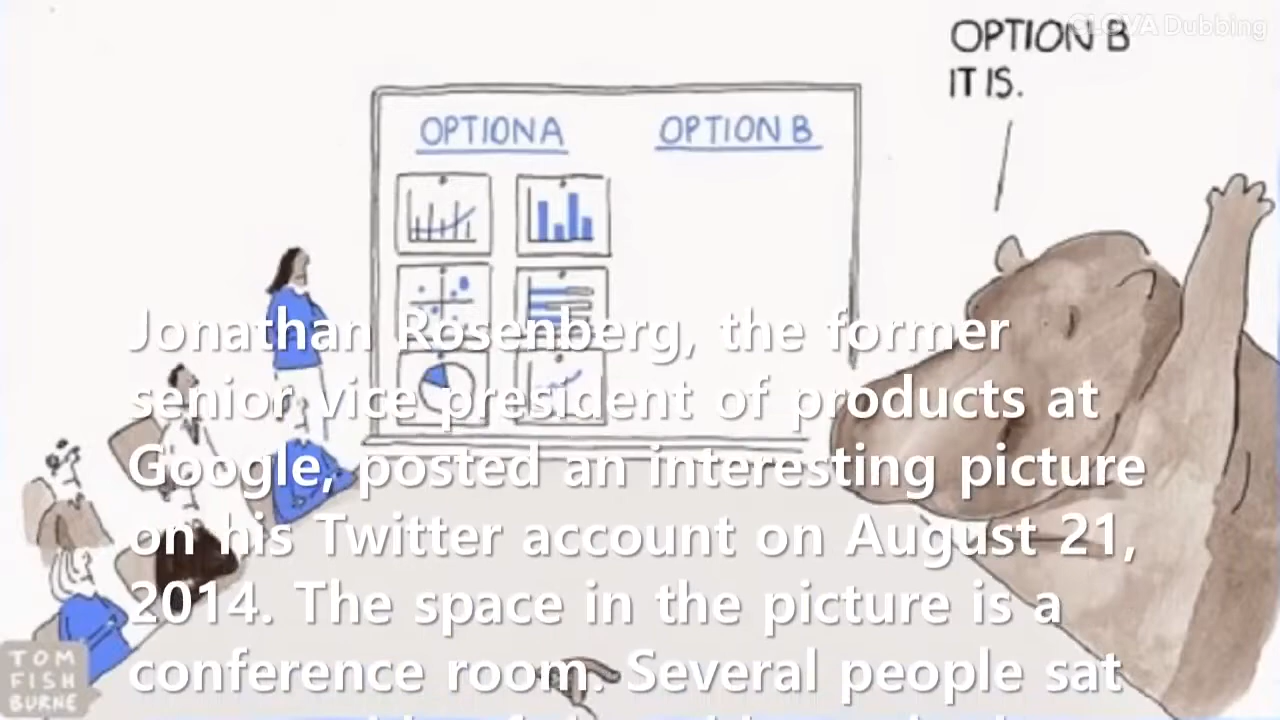 CLOVA Dubbing
OPTION B
IT IS.
OPTION A
OPTION B
Jonathan Rosenberg, the former
senior vice president of products at
Google, posted an interesting picture
on his Twitter account on August 21,
2014. The space in the picture is a
conference room. Several people sat
TOM
FISH
BURNE